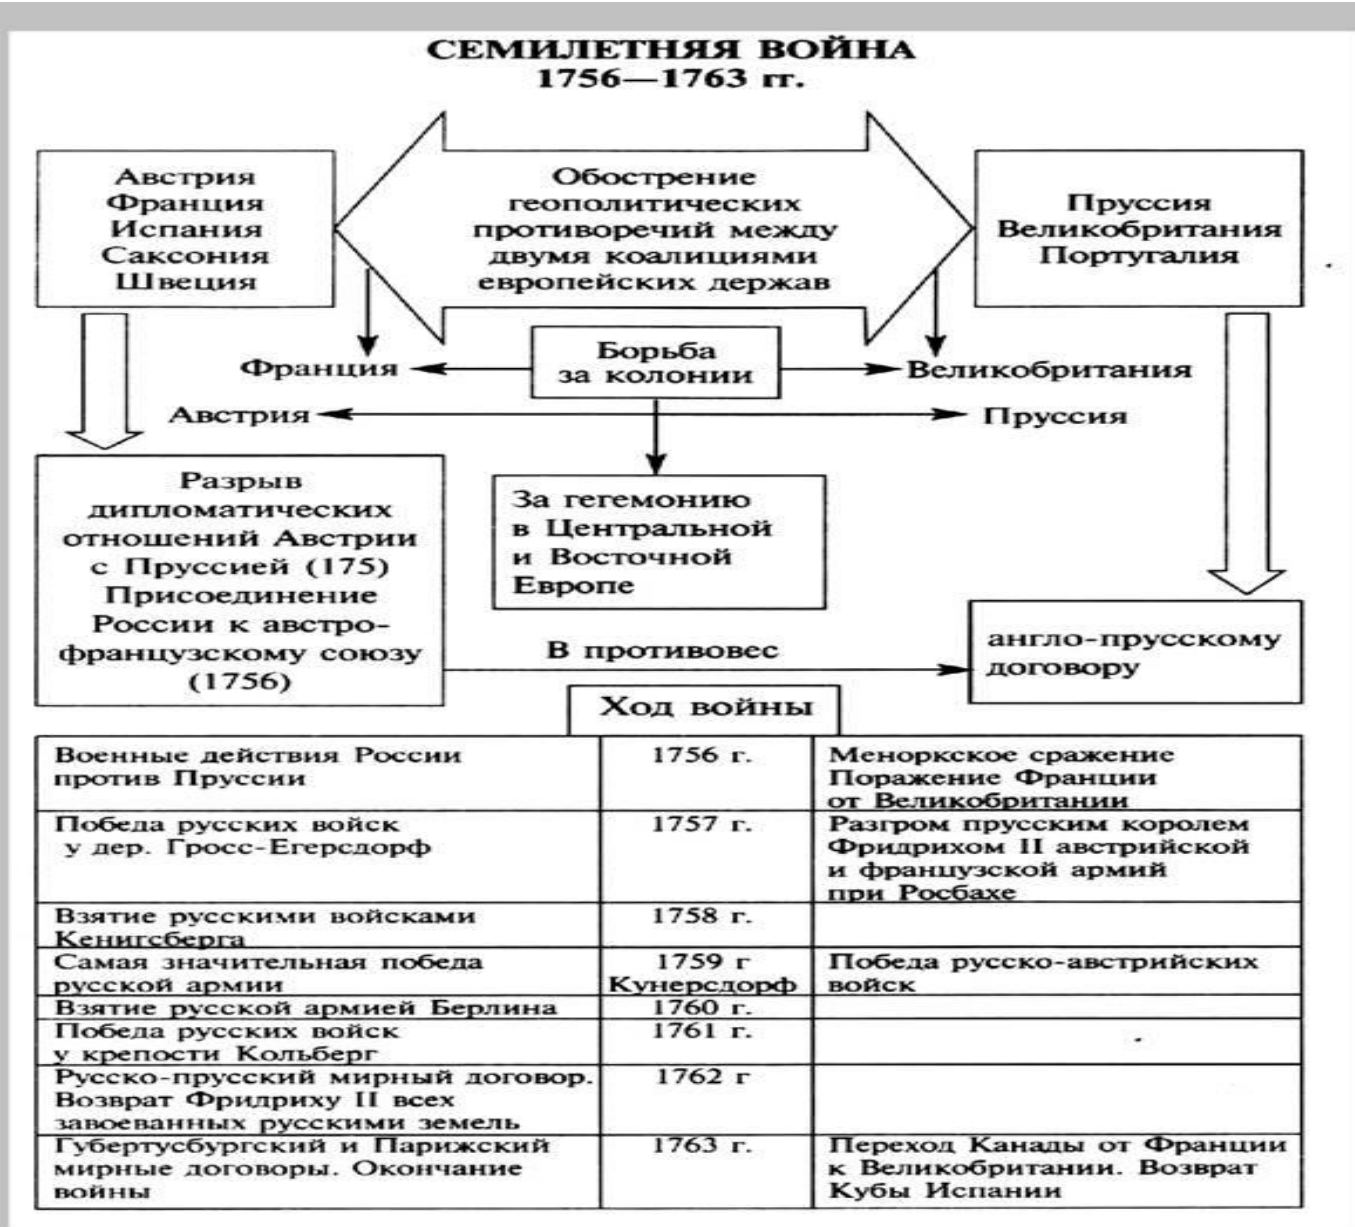 СЕМИЛЕТНЯЯ ВОЙНА
1756—1763 гг.
Австрия
Франция
Испания
Саксония
Швеция
Обострение
геополитических
противоречий между
двумя коалициями
европейских держав
Пруссия
Великобритания
Португалия
Борьба
за колонии
Франция
Великобритания
Австрия
Пруссия
Разрыв
дипломатических
отношений Австрии
с Пруссией (175)
Присоединение
России к австро-
французскому союзу
(1756)
За гегемонию
в Центральной
и Восточной
Европе
В противовес
англо-прусскому
договору
Ход войны
Военные действия России
против Пруссии
1756 г.
Меноркское сражение
Поражение Франции
от Великобритании
Победа русских войск
у дер. Гросс-Егерсдорф
1757 г.
Разгром прусским королем
Фридрихом II австрийской
и французской армий
при Росбахе
Взятие русскими войсками
Кенигсберга
1758 г.
Самая значительная победа
русской армии
1759 г
Кунерсдорф
Победа русско-австрийских
войск
Взятие русской армией Берлина
1760 г.
Победа русских войск
у крепости Кольберг
1761 г.
Русско-прусский мирный договор.
Возврат Фридриху II всех
завоеванных русскими земель
1762 г
Губертусбургский и Парижский
мирные договоры. Окончание
войны
1763 г.
Переход Канады от Франции
к Великобритании. Возврат
Кубы Испании